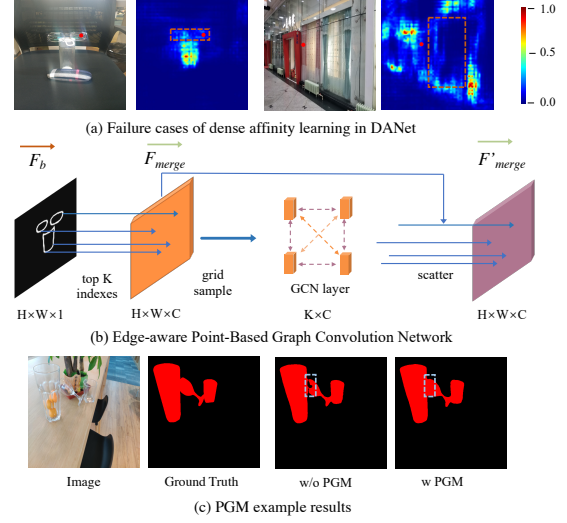 1.0
0.5
0.0
(a) Failure cases of dense affinity learning in DANet
F_b
F_merge
F'_merge
top K
indexes
grid
sample
GCN layer
scatter
H×W×1
H×W×C
K×C
H×W×C
(b) Edge-aware Point-Based Graph Convolution Network
Image
Ground Truth
w/o PGM
w PGM
(c) PGM example results